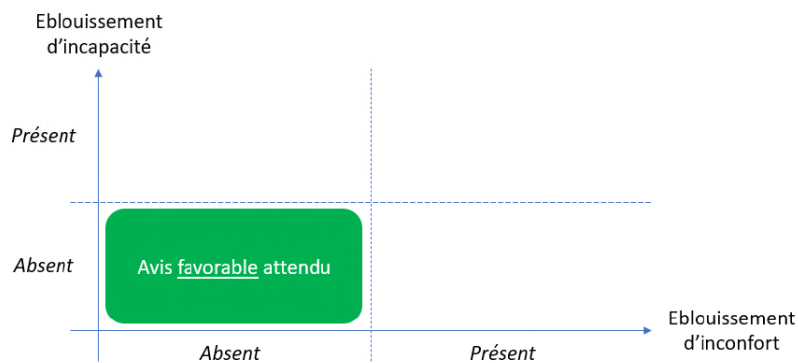 Eblouissement
d’incapacité
Présent
Absent
Avis favorable attendu
Eblouissement
d’inconfort
Absent
Présent